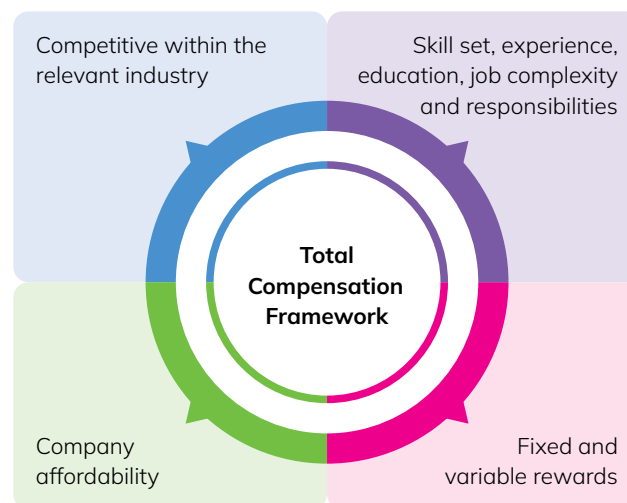 Competitive within the
relevant industry
Skill set, experience,
education, job complexity
and responsibilities
Total
Compensation
Framework
Company
affordability
Fixed and
variable rewards